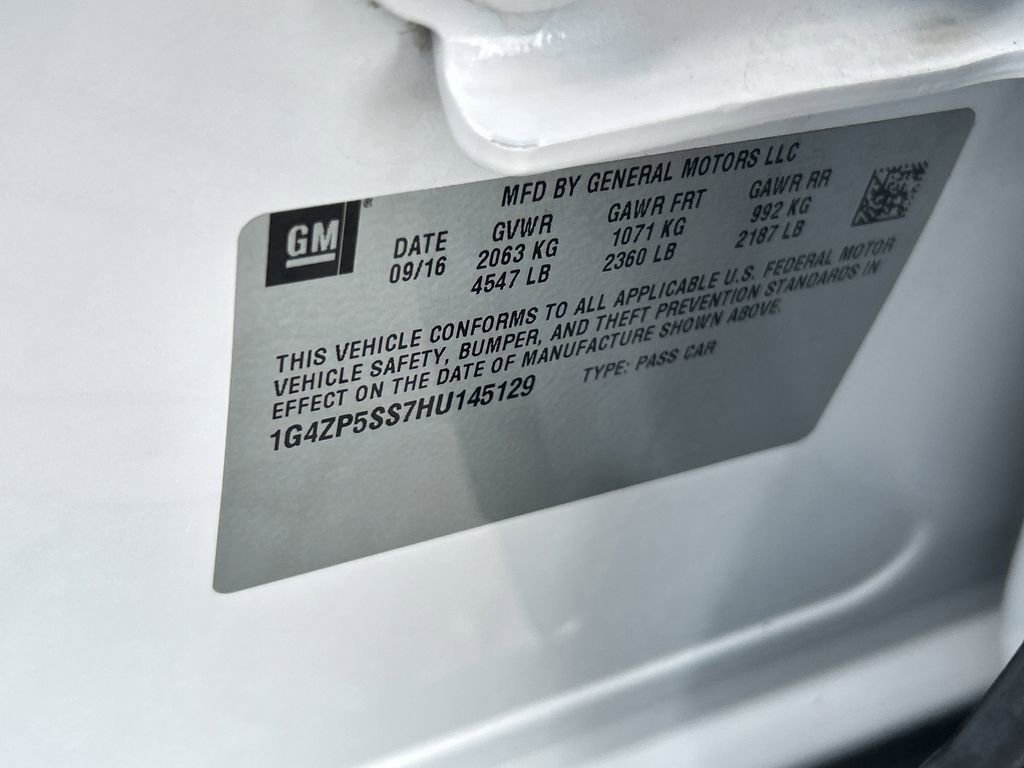 MFD BY GENERAL MOTORS LLC
GM®
DATE
09/16
GVWR
2063 KG
4547 LB
GAWR FRT
1071 KG
2360 LB
GAWR RR
992 KG
2187 LB
THIS VEHICLE CONFORMS TO ALL APPLICABLE U.S. FEDERAL MOTOR
VEHICLE SAFETY, BUMPER, AND THEFT PREVENTION STANDARDS IN
EFFECT ON THE DATE OF MANUFACTURE SHOWN ABOVE.
1G4ZP5SS7HU145129
TYPE: PASS CAR